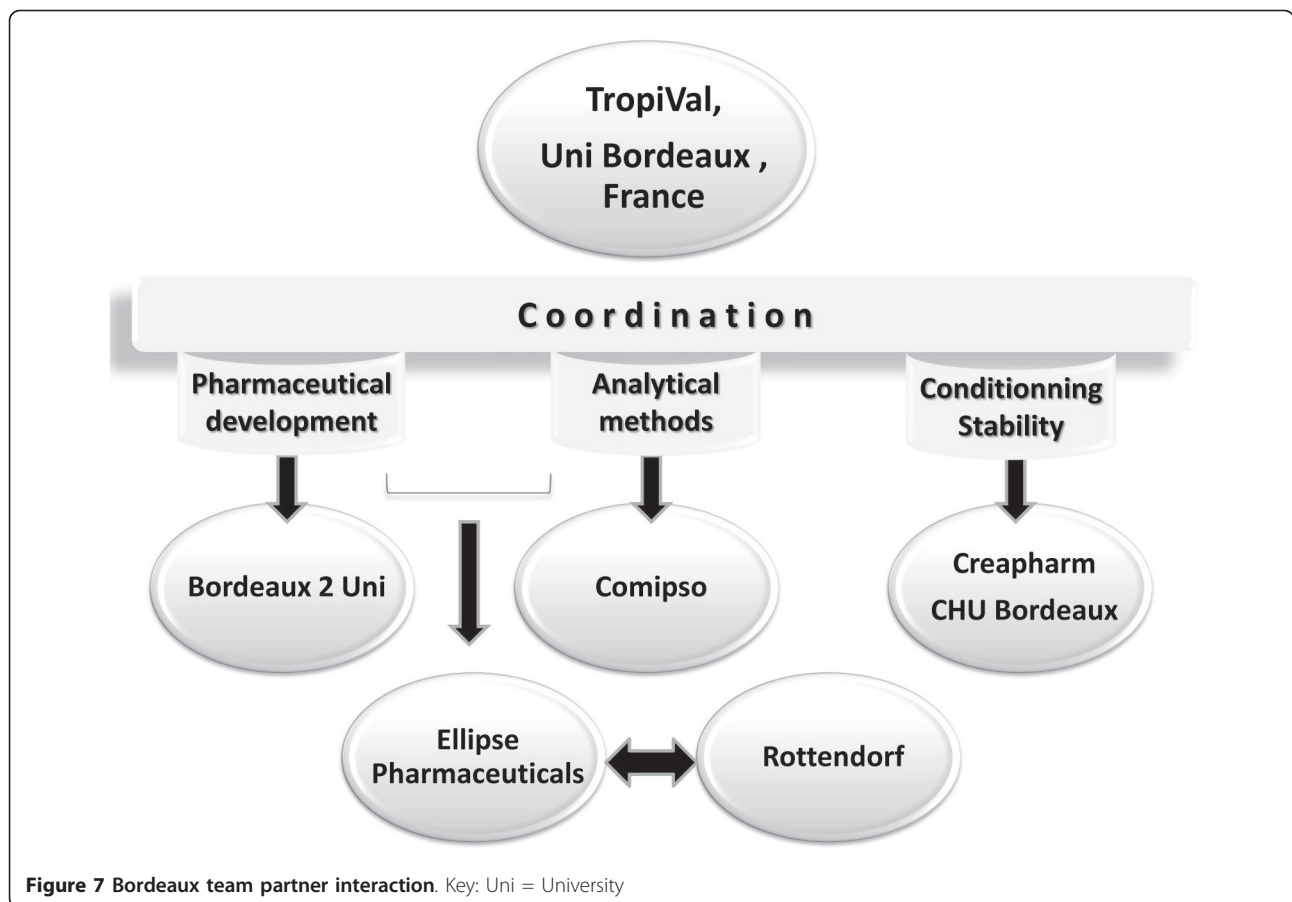 TropiVal,
Uni Bordeaux ,
France
Coordination
Pharmaceutical
development
Analytical
methods
Conditionning
Stability
Bordeaux 2 Uni
Comipso
Creapharm
CHU Bordeaux
Ellipse
Pharmaceuticals
Rottendorf
Figure 7 Bordeaux team partner interaction. Key: Uni = University